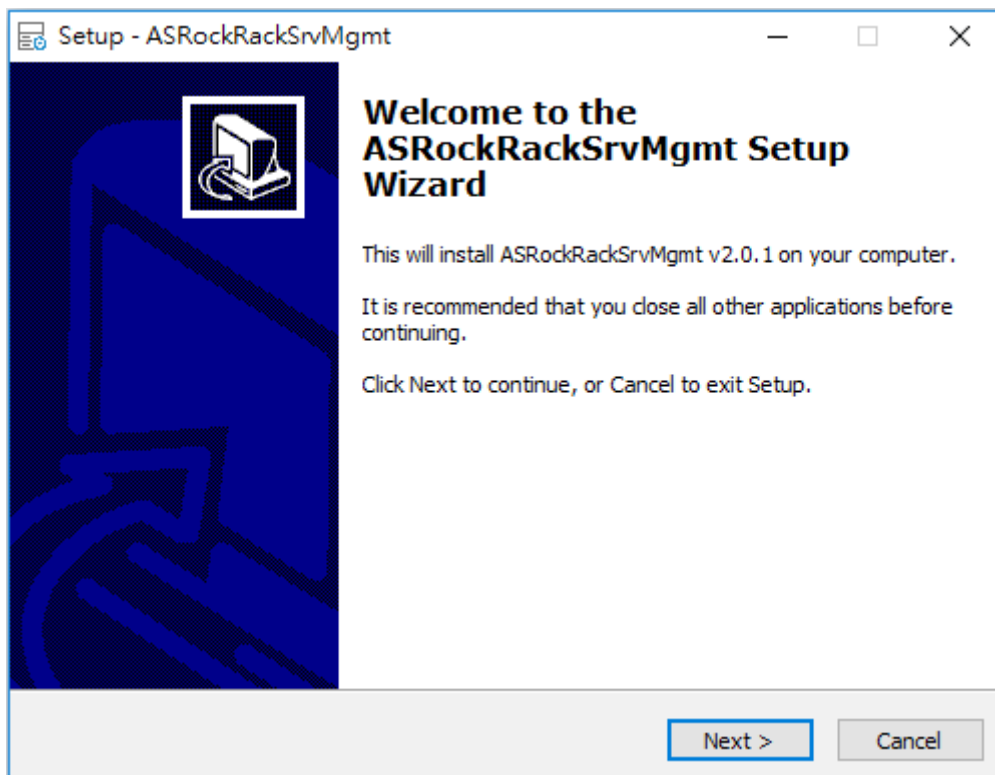 Setup - ASRockRackSrvMgmt
Welcome to the
ASRockRackSrvMgmt Setup
Wizard
This will install ASRockRackSrvMgmt v2.0.1 on your computer.
It is recommended that you close all other applications before
continuing.
Click Next to continue, or Cancel to exit Setup.
Next >
Cancel